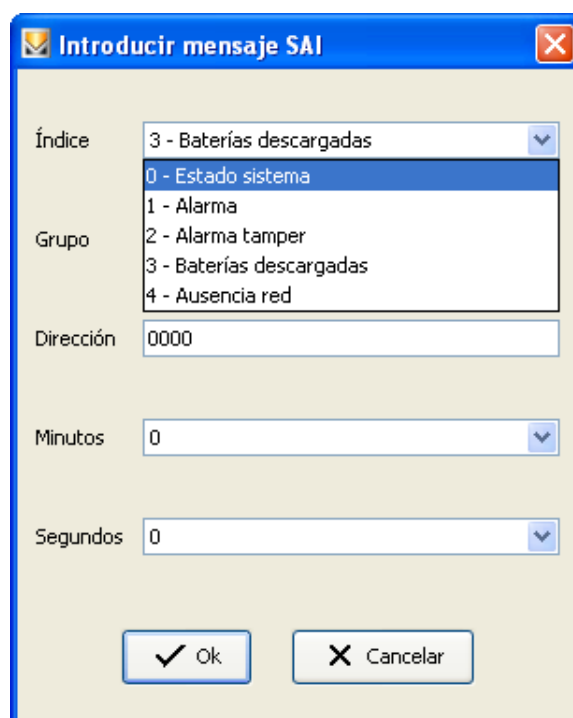 Introducir mensaje SAI
Índice 3 - Baterías descargadas
0 - Estado sistema
1 - Alarma
Grupo 2 - Alarma tamper
3 - Baterías descargadas
4 - Ausencia red
Dirección 0000
Minutos 0
Segundos 0
Ok Cancelar